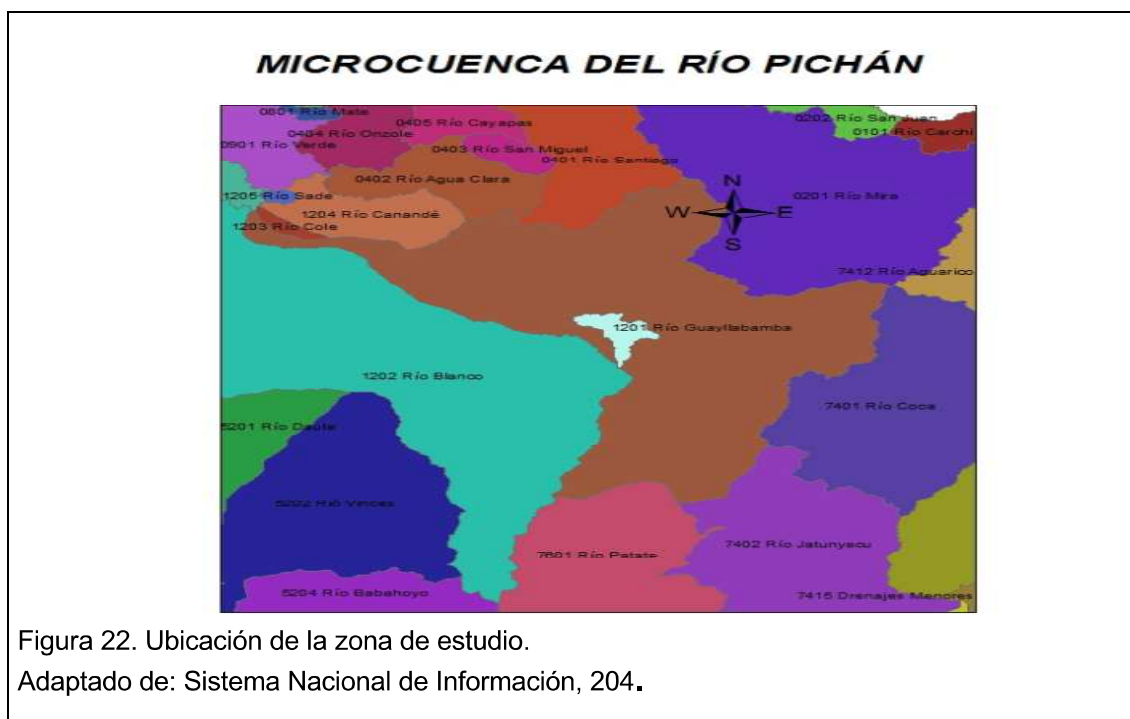 MICROCUENCA DEL RÍO PICHÁN
0801 Río Mate
0405 Río Cayapas
0202 Río San Juan
0404 Río Onzole
0101 Río Carchi
0901 Río Verde
0403 Río San Miguel
0401 Río Santiago
0402 Río Agua Clara
N
1205 Río Sade
0201 Río Mira
1204 Río Canandé
W
E
1203 Río Cole
S
7412 Río Aguarico
1201 Río Guayllabamba
1202 Río Blanco
7401 Río Coca
5201 Río Daule
5202 Rió Vinces
7402 Río Jatunyacu
7601 Río Patate
5204 Río Babahoyo
7415 Drenajes Menores
Figura 22. Ubicación de la zona de estudio.
Adaptado de: Sistema Nacional de Información, 204.